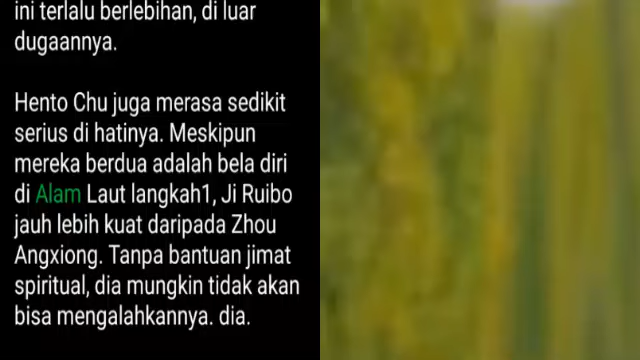 ini terlalu berlebihan, di luar
dugaannya.
Hento Chu juga merasa sedikit
serius di hatinya. Meskipun
mereka berdua adalah bela diri
di Alam Laut langkah1, Ji Ruibo
jauh lebih kuat daripada Zhou
Angxiong. Tanpa bantuan jimat
spiritual, dia mungkin tidak akan
bisa mengalahkannya. dia.